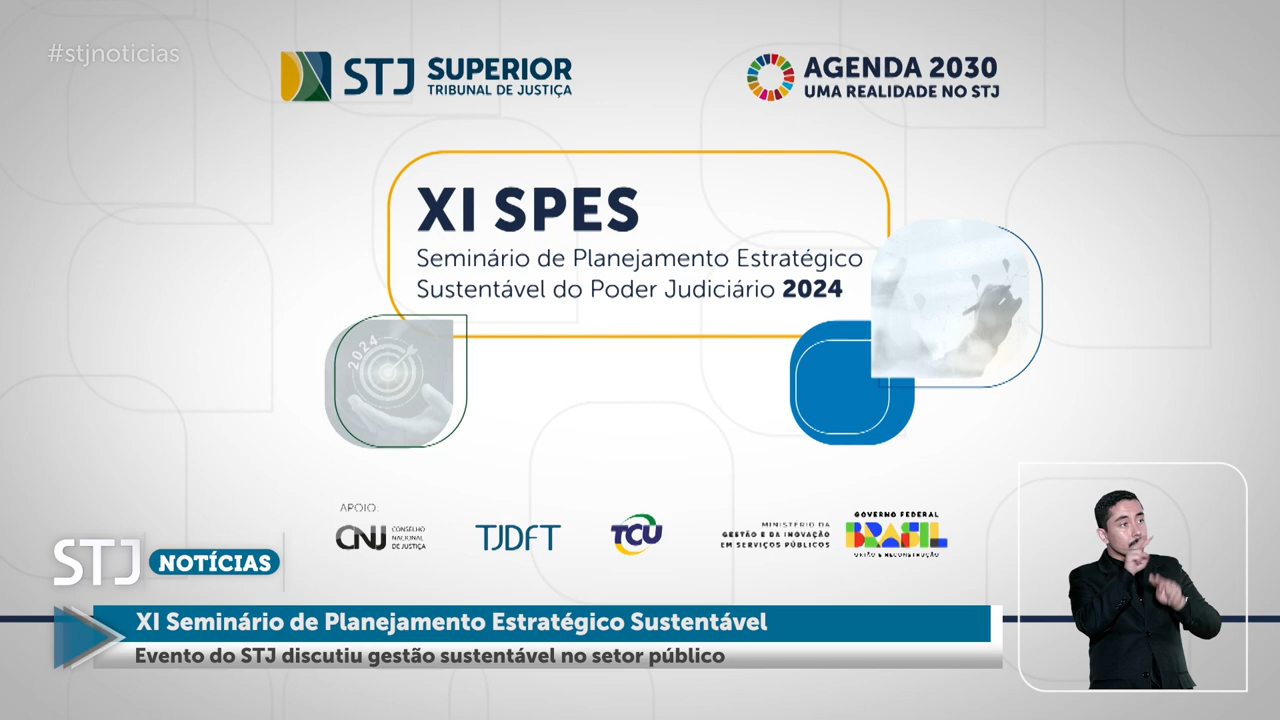 #stjnoticias
STJ SUPERIOR
TRIBUNAL DE JUSTIÇA
AGENDA 2030
UMA REALIDADE NO STJ
XI SPES
Seminário de Planejamento Estratégico
Sustentável do Poder Judiciário 2024
2024
APOIO:
CNJ CONSELHO
NACIONAL
DE JUSTIÇA
TJDFT
TCU
MINISTÉRIO DA
GESTÃO E DA INOVAÇÃO
EM SERVIÇOS PÚBLICOS
GOVERNO FEDERAL
BRASIL
UNIÃO E RECONSTRUÇÃO
STJ NOTÍCIAS
XI Seminário de Planejamento Estratégico Sustentável
Evento do STJ discutiu gestão sustentável no setor público